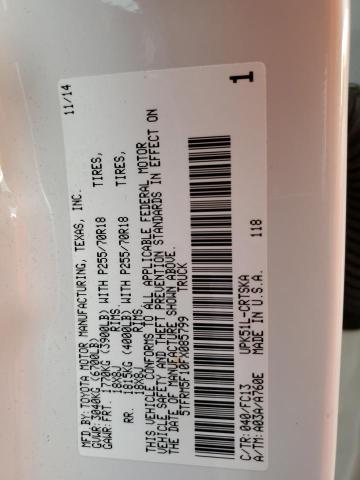 MFD.BY:TOYOTA MOTOR MANUFACTURING, TEXAS, INC. 11/14
GVWR: 3040KG (6700LB)
GAWR:FRT. 1770KG (3900LB) WITH P255/70R18 TIRES,
18X8J RIMS,
RR. 1815KG (4000LB) WITH P255/70R18 TIRES,
18X8J RIMS.
THIS VEHICLE CONFORMS TO ALL APPLICABLE FEDERAL MOTOR
VEHICLE SAFETY AND THEFT PREVENTION STANDARDS IN EFFECT ON
THE DATE OF MANUFACTURE SHOWN ABOVE.
5TFRM5F10FX085799 TRUCK
C/TR: 040/FC13 UPK51L-CRTSKA
A/TM: A03A/A760E MADE IN U.S.A. 118
1